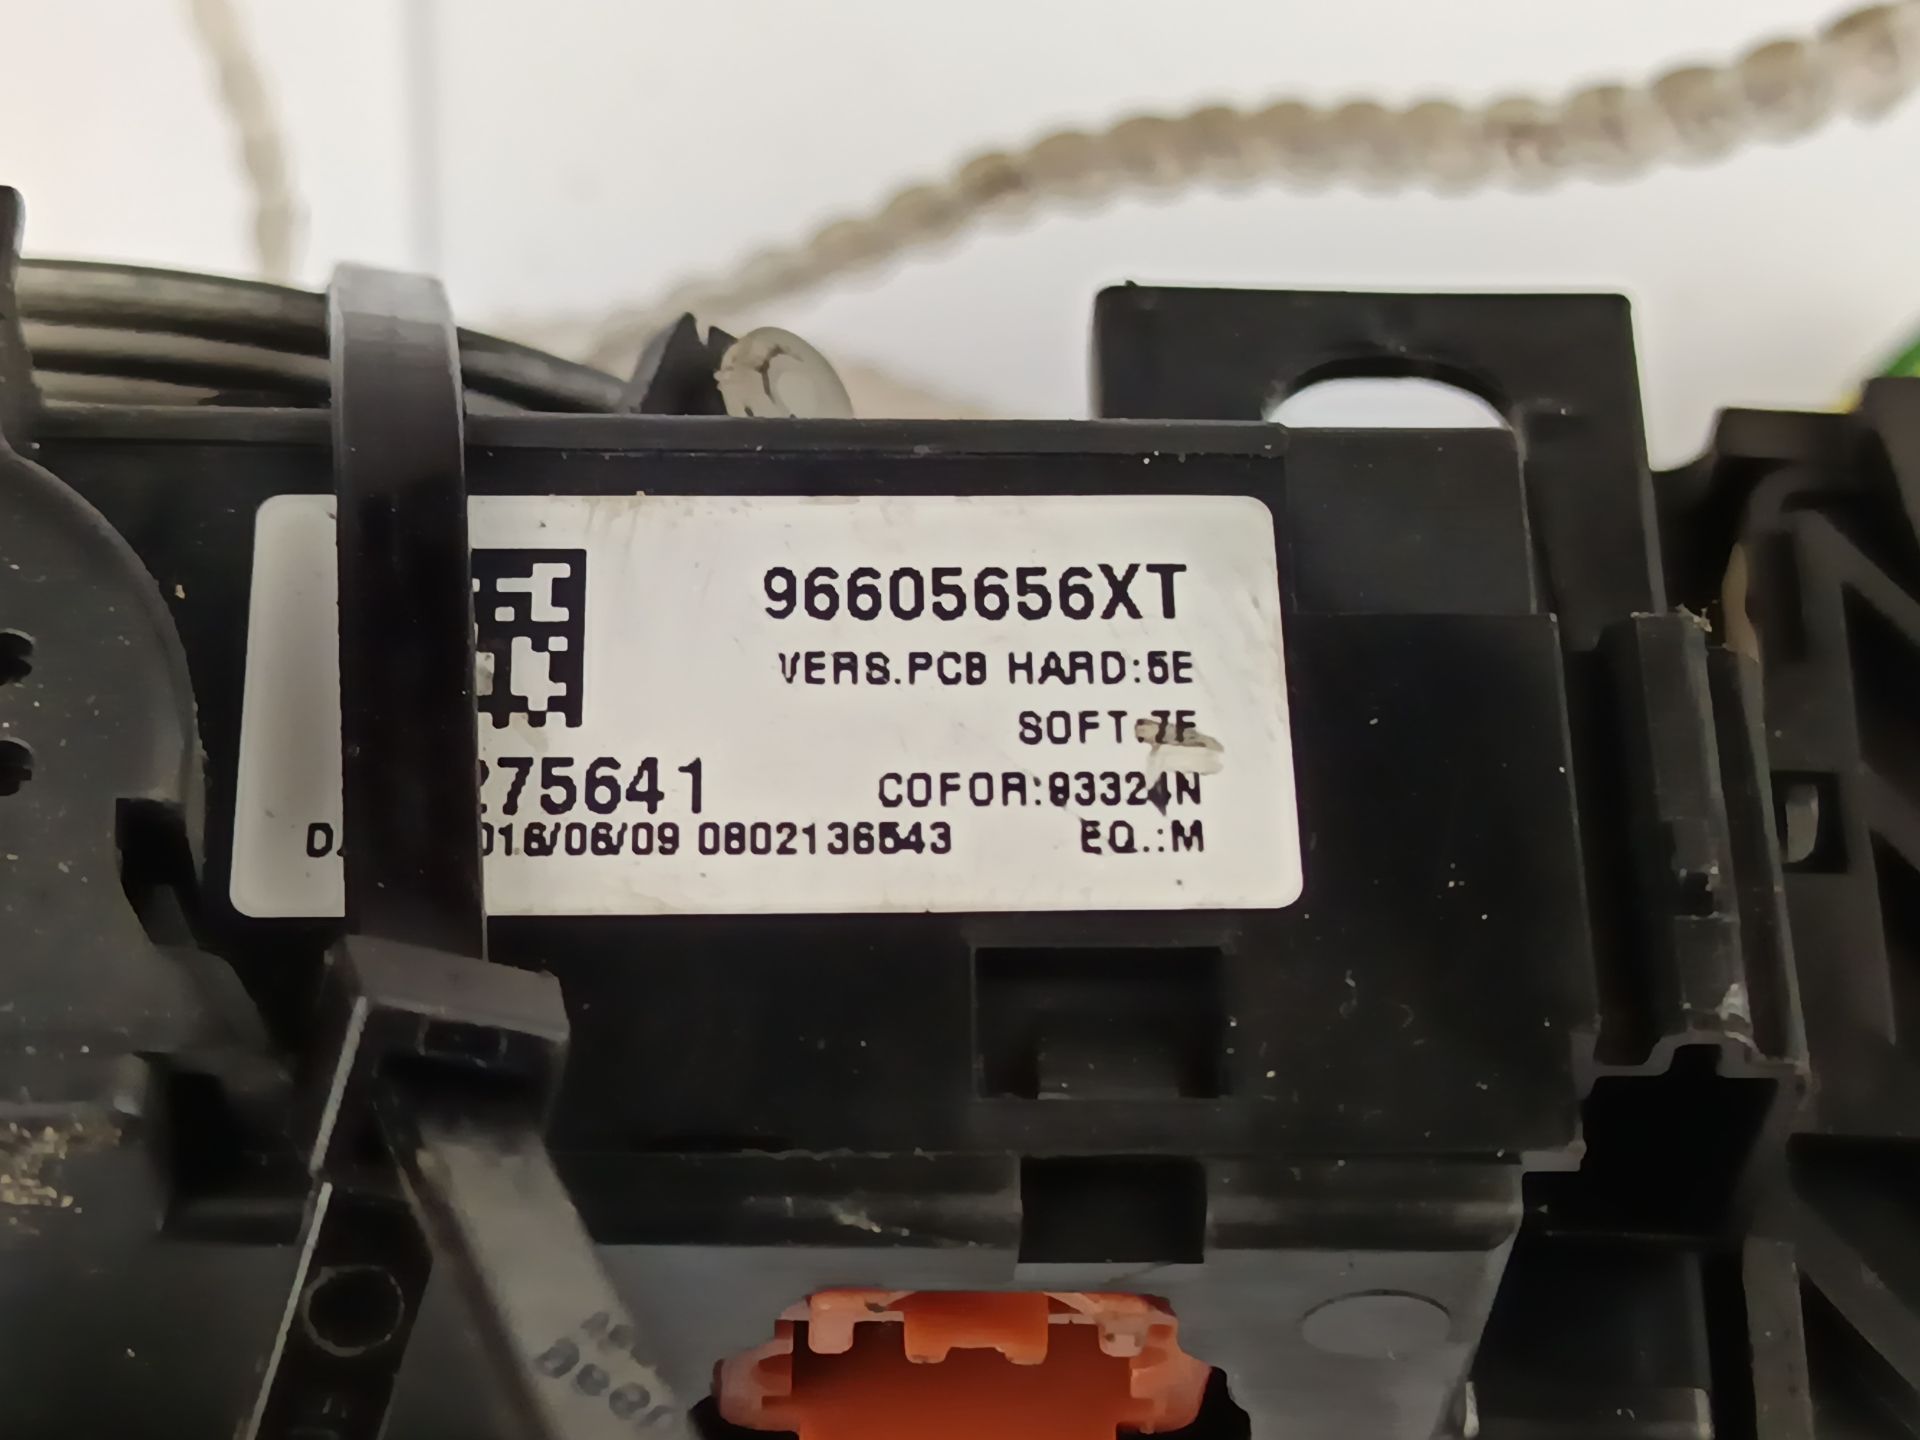 96605656XT
VERS.PCB HARD:5E
SOFT:7E
275641
COFOR:93324N
016/06/09 0802136543
EQ.:M